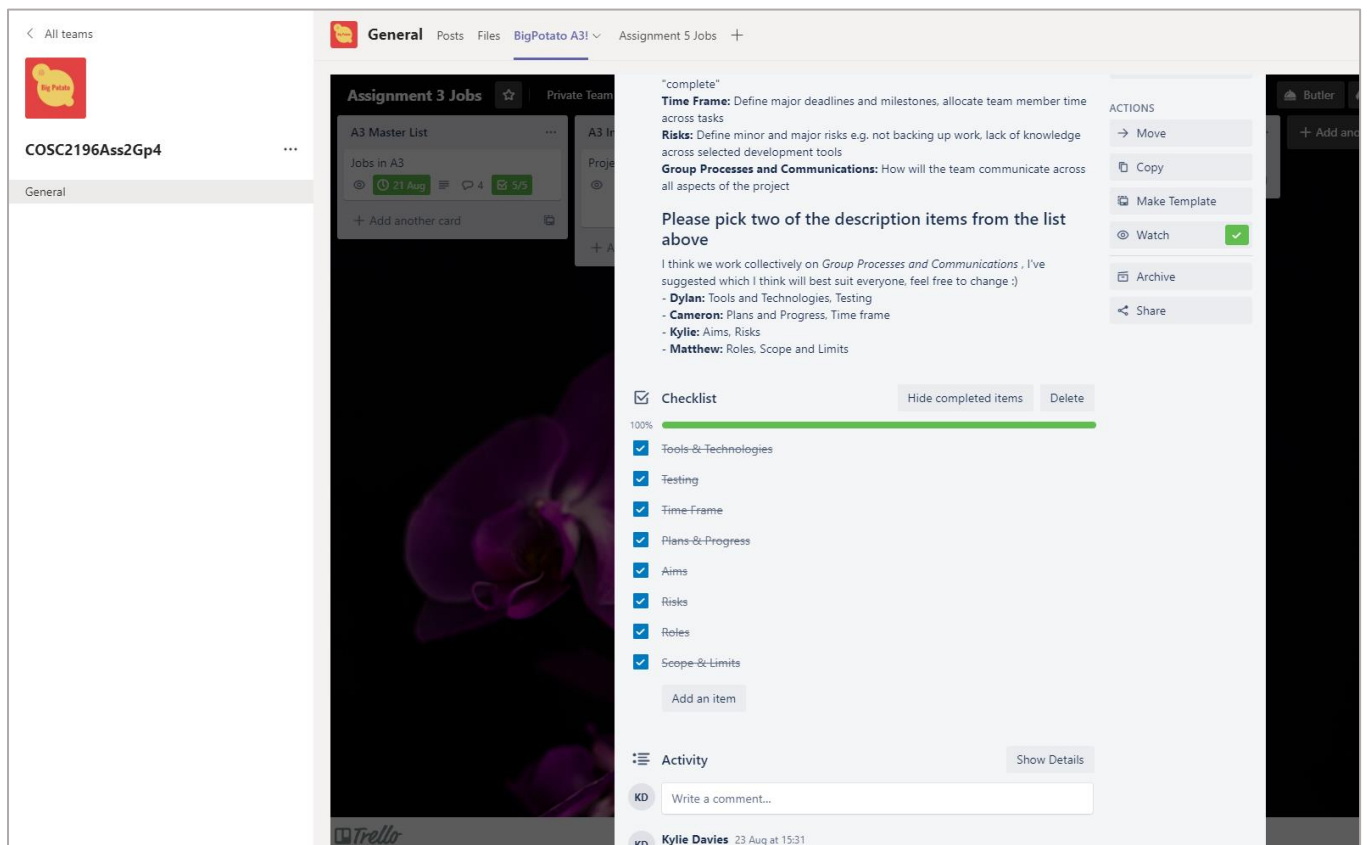 All teams
Big Potato
COSC2196Ass2Gp4
...
General
Big Potato
General Posts Files BigPotato A3! Assignment 5 Jobs +
Assignment 3 Jobs Private Team
Butler
A3 Master List ...
Jobs in A3
21 Aug 4 5/5
+ Add another card
+ Add
"complete"
Time Frame: Define major deadlines and milestones, allocate team member time
across tasks
Risks: Define minor and major risks e.g. not backing up work, lack of knowledge
across selected development tools
Group Processes and Communications: How will the team communicate across
all aspects of the project
Please pick two of the description items from the list
above
I think we work collectively on Group Processes and Communications , I've
suggested which I think will best suit everyone, feel free to change :)
- Dylan: Tools and Technologies, Testing
- Cameron: Plans and Progress, Time frame
- Kylie: Aims, Risks
- Matthew: Roles, Scope and Limits
Checklist Hide completed items Delete
100%
Tools & Technologies
Testing
Time Frame
Plans & Progress
Aims
Risks
Roles
Scope & Limits
Add an item
Activity Show Details
KD Write a comment...
KD Kylie Davies 23 Aug at 15:31
ACTIONS
Move
Copy
Make Template
Watch
Archive
Share
Trello